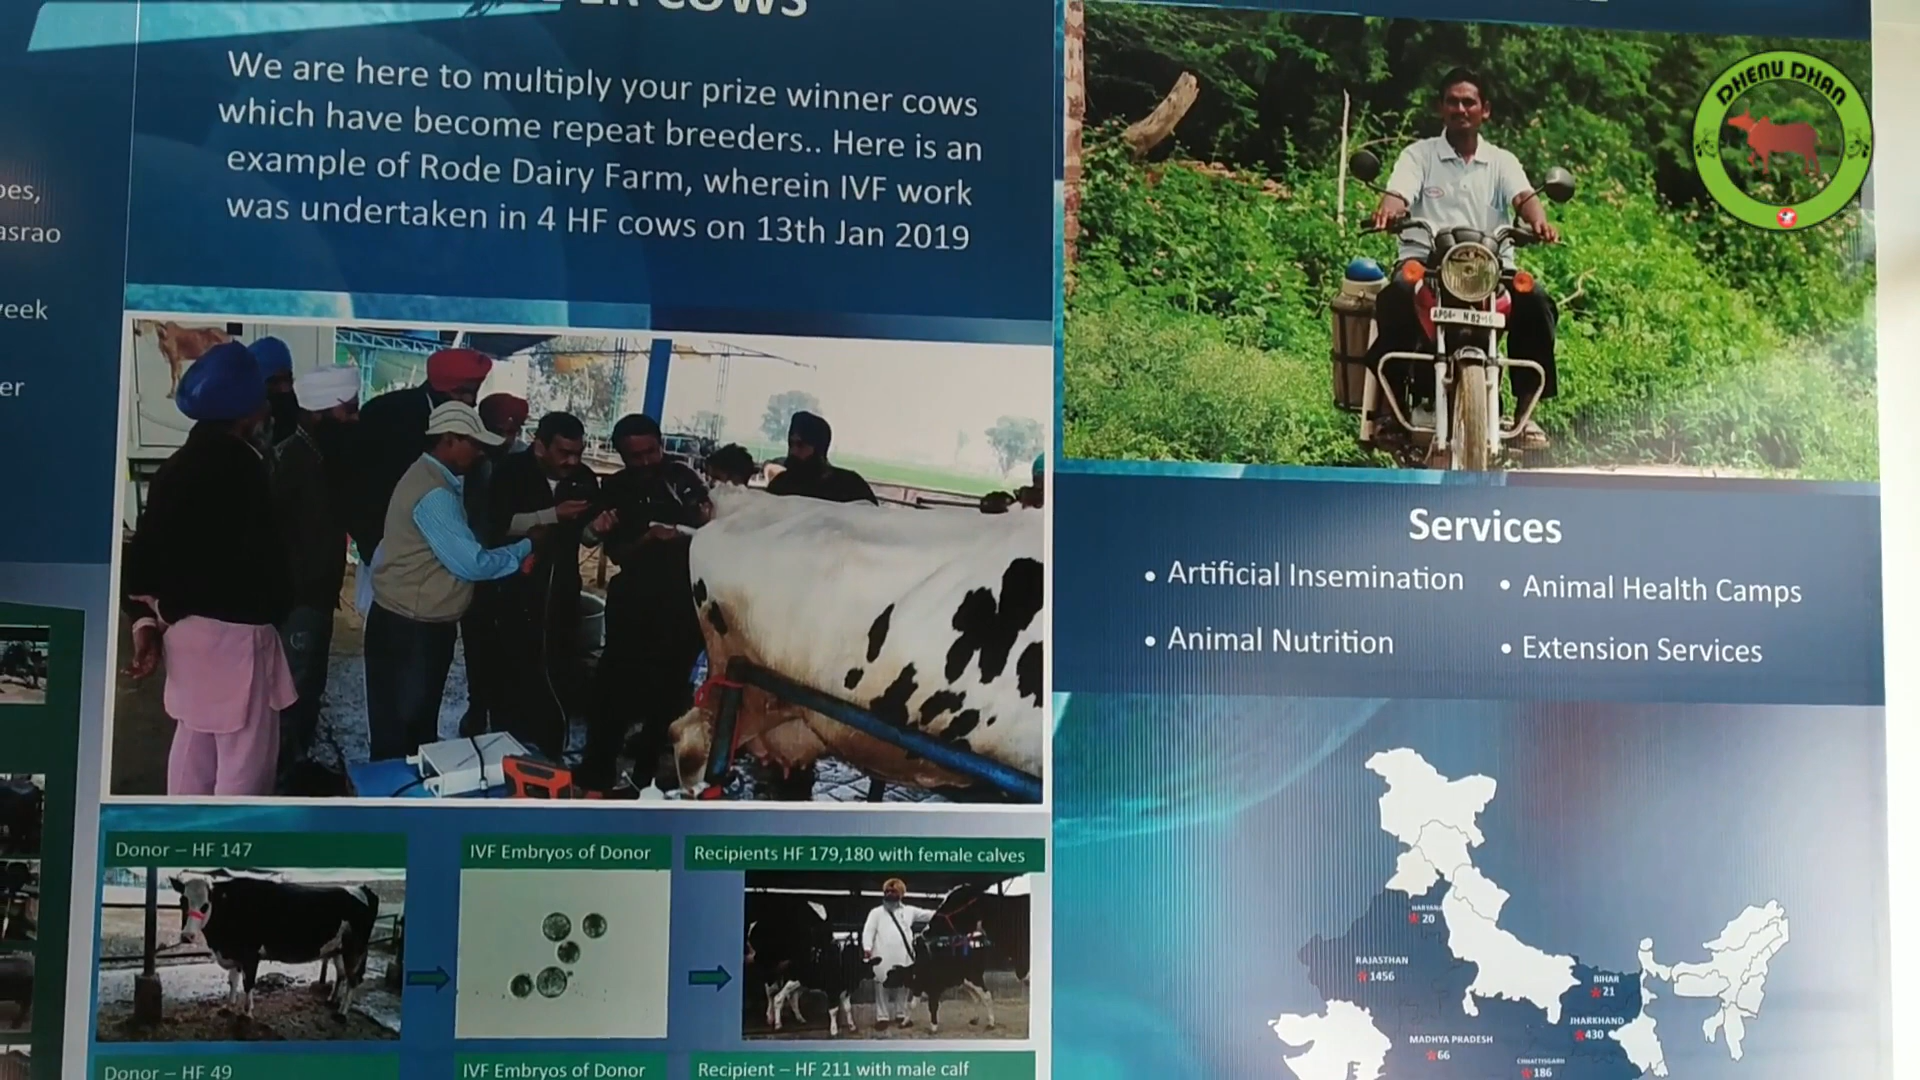 COWS
We are here to multiply your prize winner cows
which have become repeat breeders.. Here is an
example of Rode Dairy Farm, wherein IVF work
was undertaken in 4 HF cows on 13th Jan 2019
asrao
er
Donor – HF 147
IVF Embryos of Donor
Recipients HF 179,180 with female calves
Donor – HF 49
IVF Embryos of Donor
Recipient – HF 211 with male calf
DHENU DHAN
Services
• Artificial Insemination
• Animal Health Camps
• Animal Nutrition
• Extension Services
HARYANA
20
RAJASTHAN
1456
BIHAR
21
JHARKHAND
430
MADHYA PRADESH
66
CHHATTISGARH
186